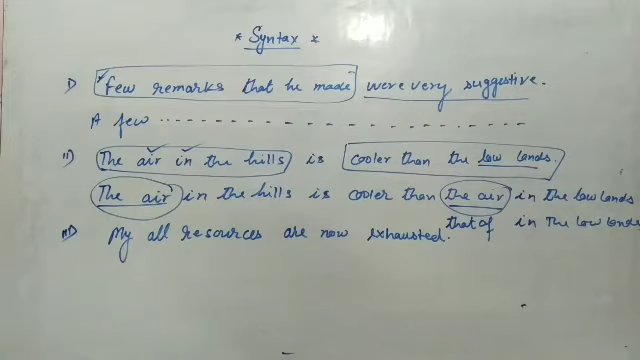 * Syntax *
I) Few remarks that he made were very suggestive.
A few ........................
II) The air in the hills is cooler than the low lands.
The air in the hills is cooler than the air in the low lands
that of in the low lands
III) My all resources are now exhausted.